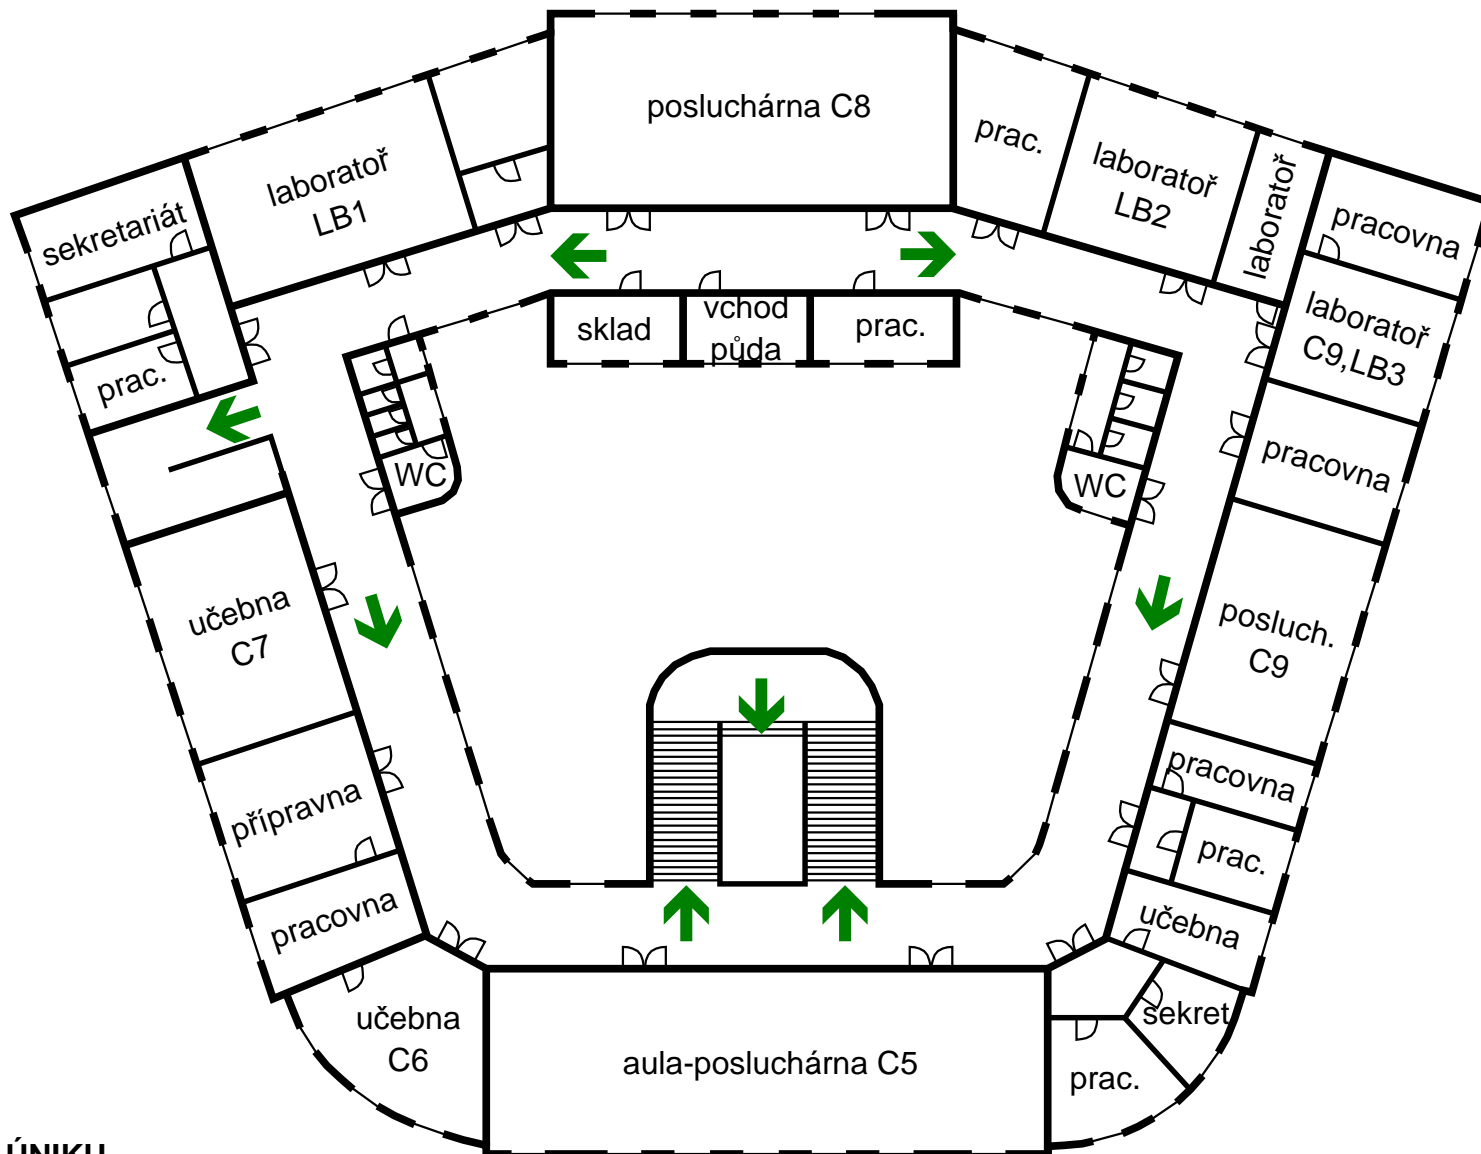 posluchárna C8
prac.
laboratoř
LB2
laboratoř
pracovna
laboratoř
LB1
sekretariát
sklad
vchod
půda
prac.
laboratoř
C9,LB3
prac.
WC
WC
pracovna
učebna
C7
posluch.
C9
přípravna
pracovna
prac.
pracovna
učebna
učebna
C6
aula-posluchárna C5
sekret
prac.
ÚNIKU